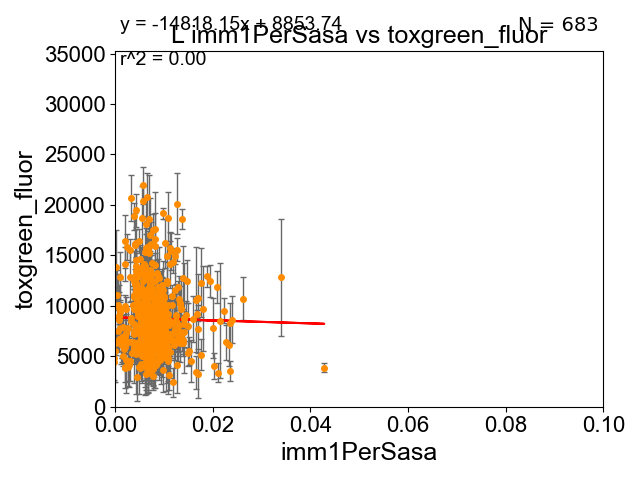 y = -14818.15x + 8853.74
N = 683
L imm1PerSasa vs toxgreen_fluor
r^2 = 0.00
35000
30000
25000
20000
15000
10000
5000
0
toxgreen_fluor
0.00 0.02 0.04 0.06 0.08 0.10
imm1PerSasa